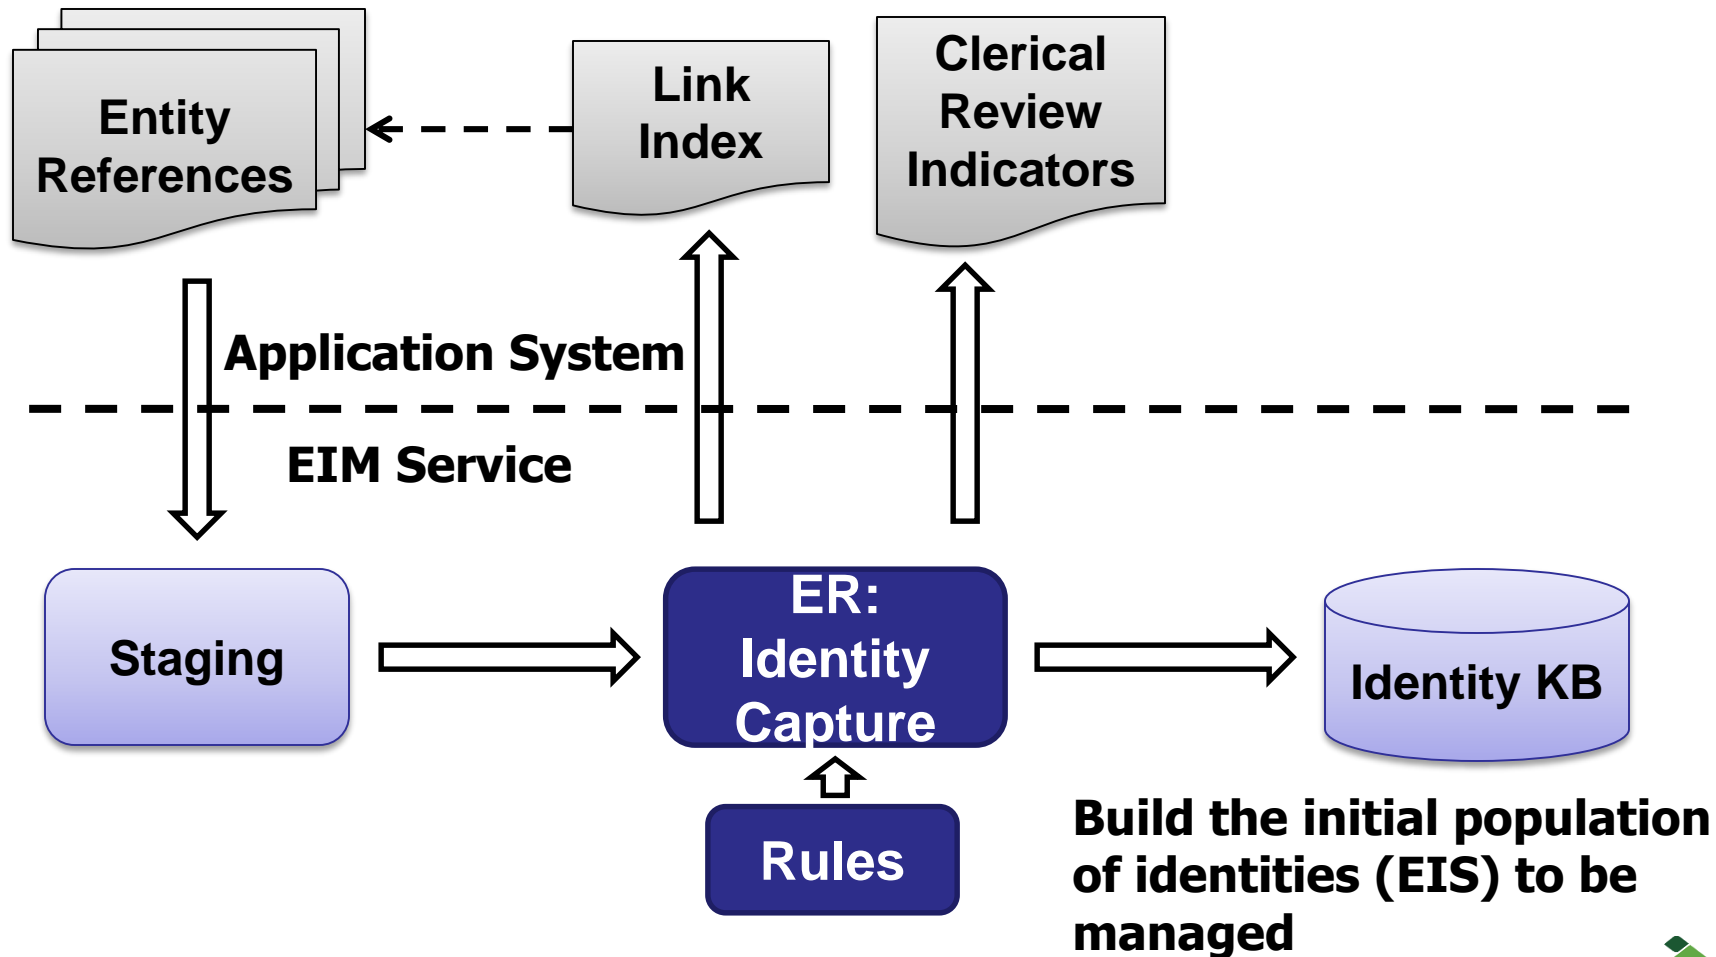 Entity
References
Link
Index
Clerical
Review
Indicators
Application System
EIM Service
Staging
ER:
Identity
Capture
Identity KB
Rules
Build the initial population
of identities (EIS) to be
managed